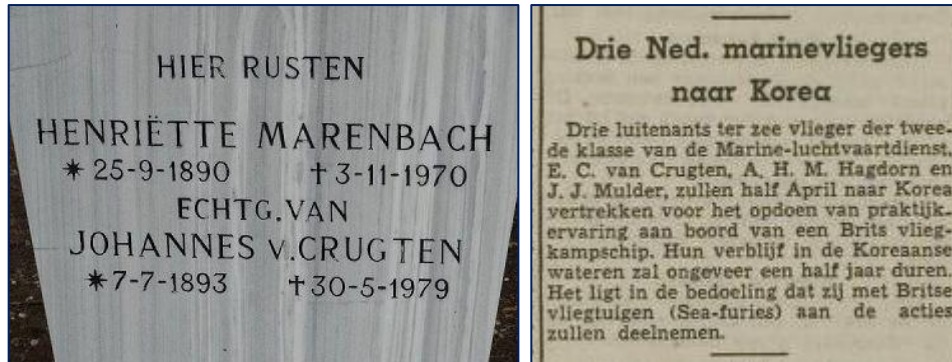 HIER RUSTEN
HENRIËTTE MARENBACH
* 25-9-1890 † 3-11-1970
ECHTG. VAN
JOHANNES v. CRUGTEN
* 7-7-1893 † 30-5-1979
Drie Ned. marinevliegers
naar Korea
Drie luitenants ter zee vlieger der twee-
de klasse van de Marine-luchtvaartdienst,
E. C. van Crugten, A. H. M. Hagdorn en
J. J. Mulder, zullen half April naar Korea
vertrekken voor het opdoen van praktijk-
ervaring aan boord van een Brits vlieg-
kampschip. Hun verblijf in de Koreaanse
wateren zal ongeveer een half jaar duren.
Het ligt in de bedoeling dat zij met Britse
vliegtuigen (Sea-furies) aan de acties
zullen deelnemen.